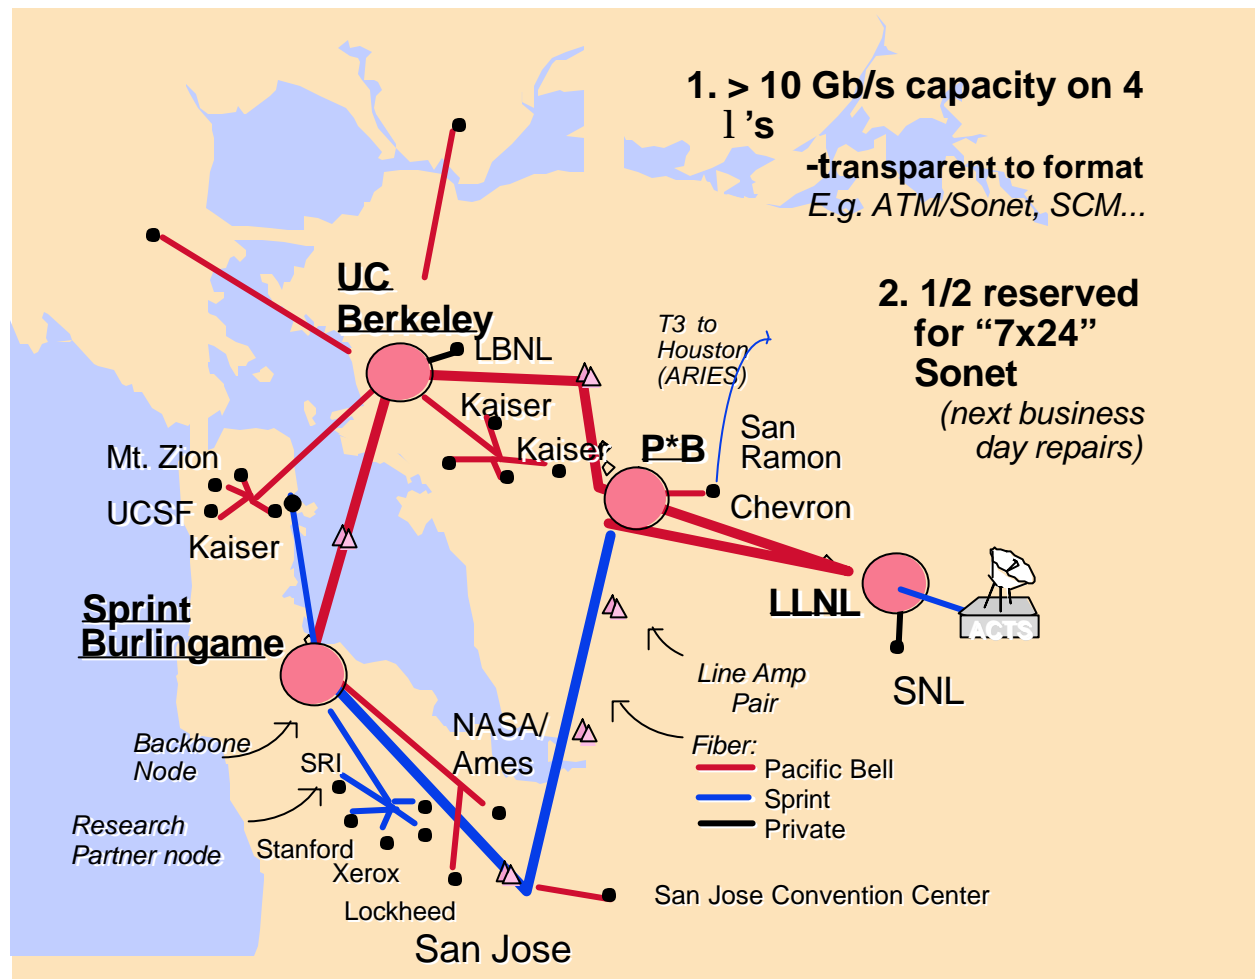 1. > 10 Gb/s capacity on 4
l ’s
-transparent to format
E.g. ATM/Sonet, SCM...
2. 1/2 reserved
for “7x24”
Sonet
(next business
day repairs)
UC
Berkeley
LBNL
Kaiser
Kaiser
T3 to
Houston
(ARIES)
P*B
San
Ramon
Chevron
Mt. Zion
UCSF
Kaiser
LLNL
ACTS
SNL
Sprint
Burlingame
Line Amp
Pair
Backbone
Node
NASA/
Ames
SRI
Fiber:
Pacific Bell
Sprint
Private
Research
Partner node
Stanford
Xerox
Lockheed
San Jose Convention Center
San Jose